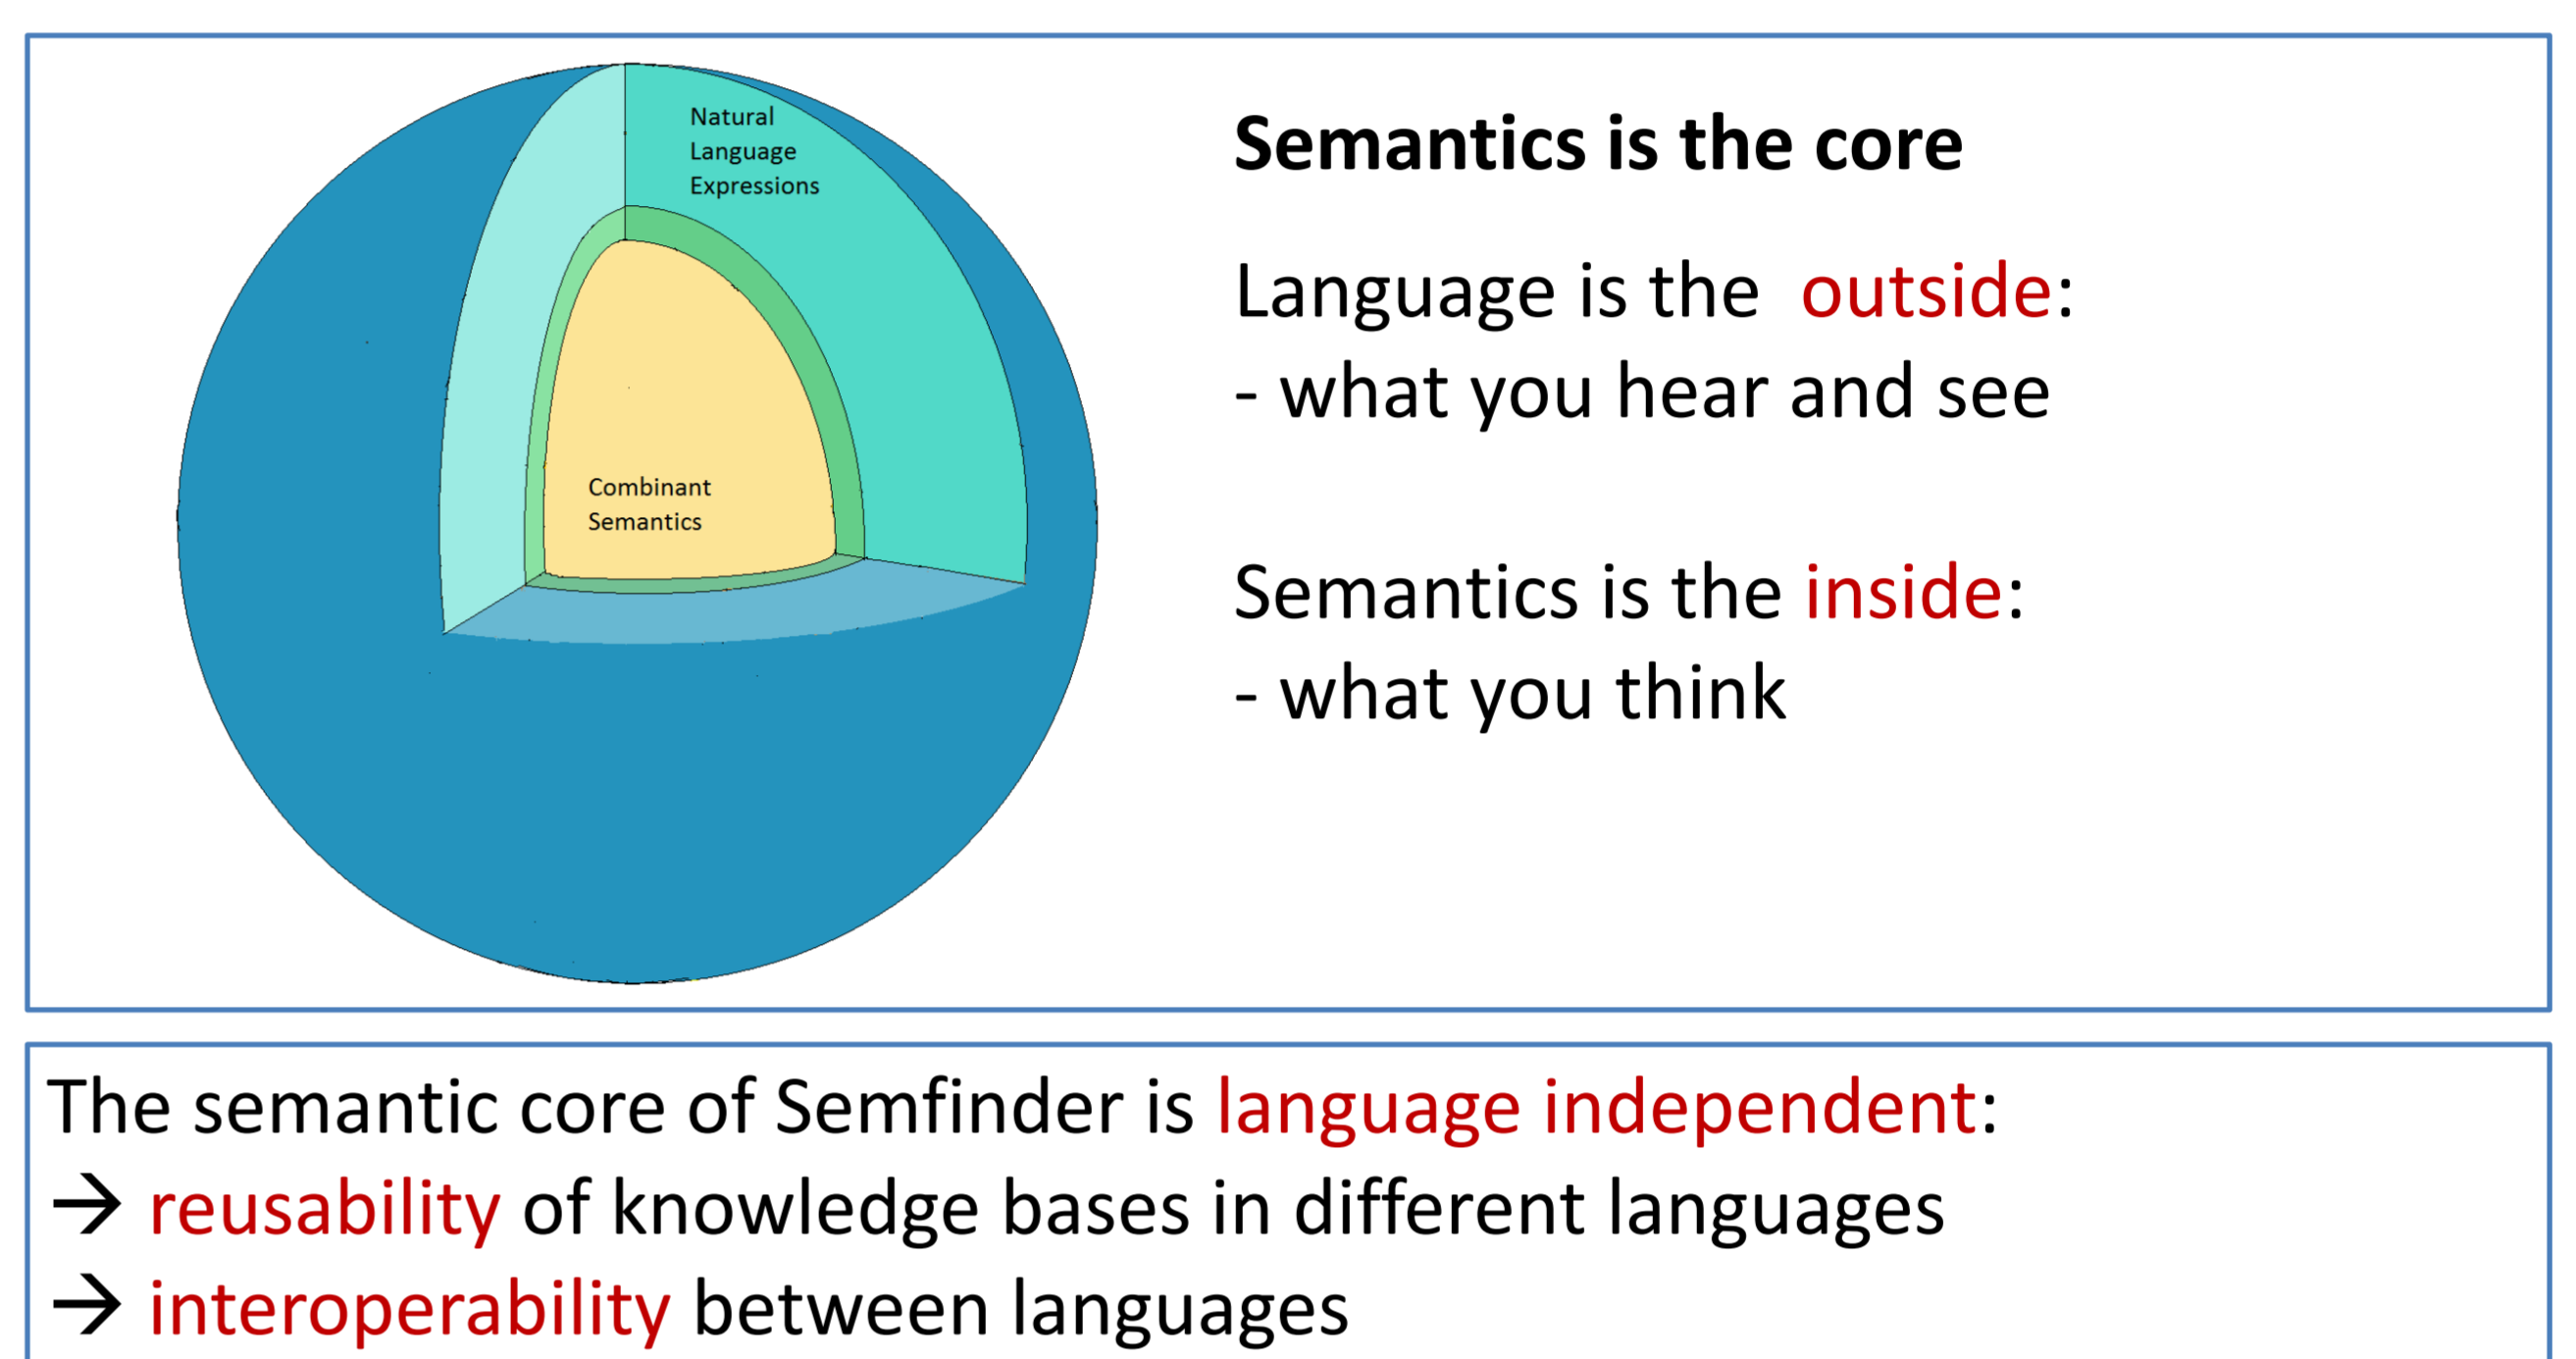 Natural
Language
Expressions
Combinant
Semantics
Semantics is the core
Language is the outside:
- what you hear and see
Semantics is the inside:
- what you think
The semantic core of Semfinder is language independent:
→ reusability of knowledge bases in different languages
→ interoperability between languages